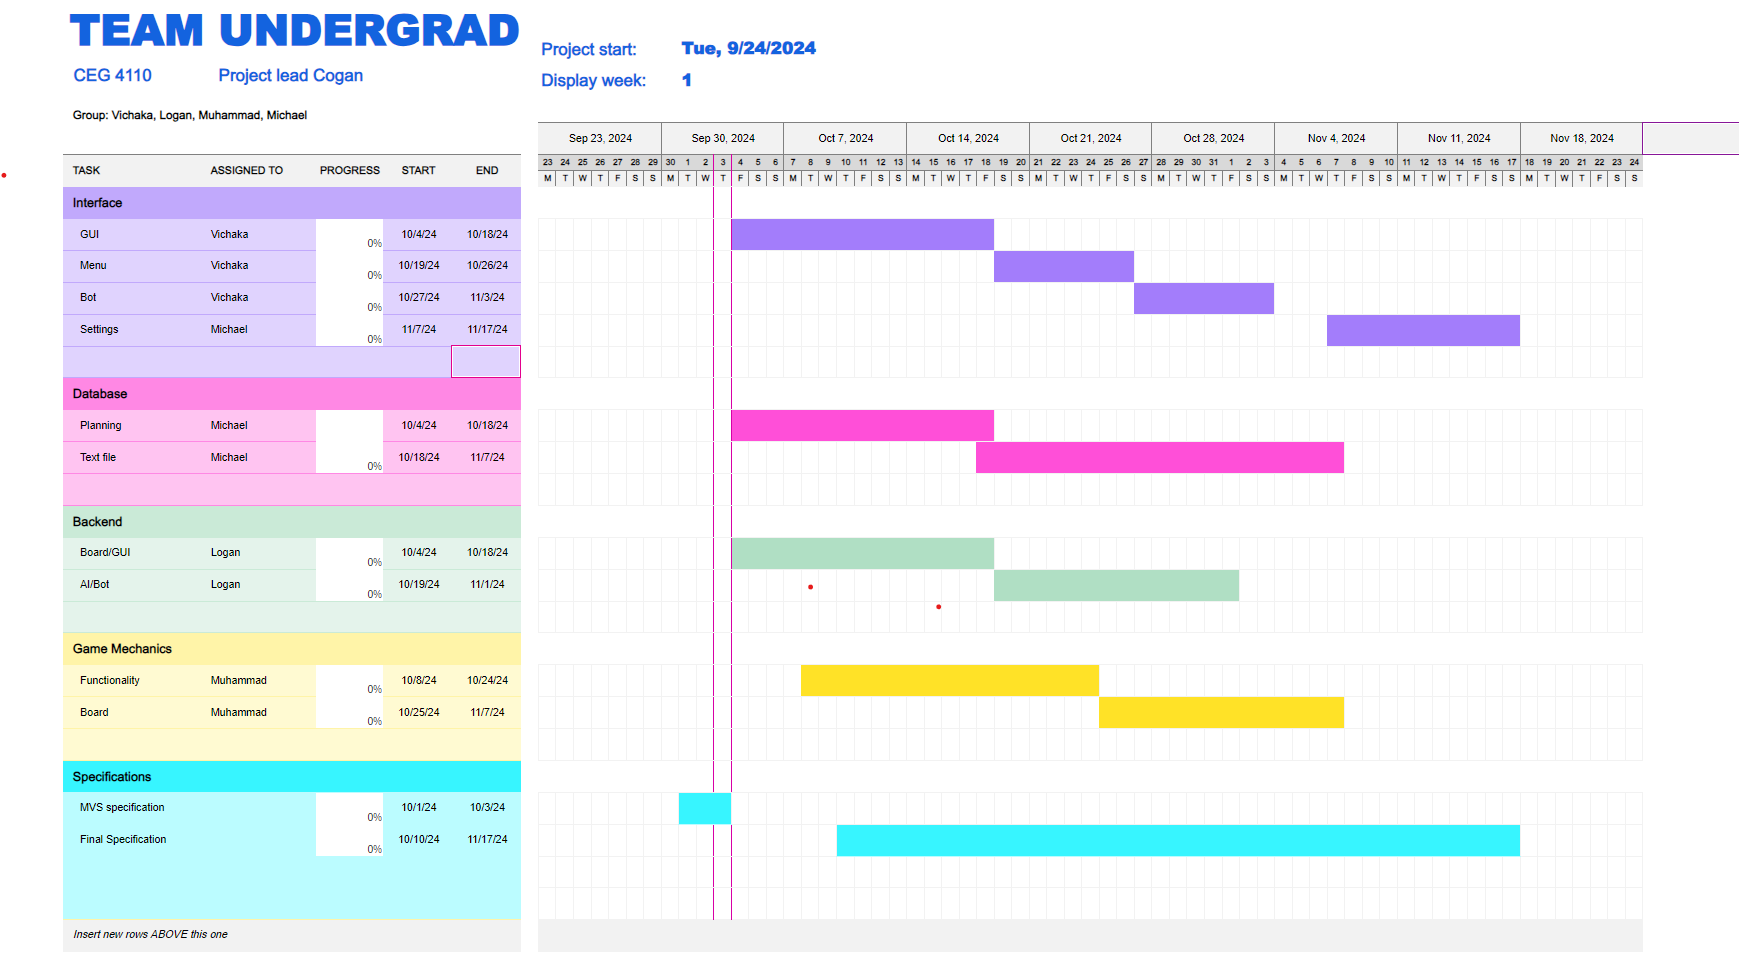 TEAM UNDERGRAD
CEG 4110 Project lead Cogan
Project start: Tue, 9/24/2024
Display week: 1
Group: Vichaka, Logan, Muhammad, Michael
Sep 23, 2024 Sep 30, 2024 Oct 7, 2024 Oct 14, 2024 Oct 21, 2024 Oct 28, 2024 Nov 4, 2024 Nov 11, 2024 Nov 18, 2024
23 24 25 26 27 28 29 30 1 2 3 4 5 6 7 8 9 10 11 12 13 14 15 16 17 18 19 20 21 22 23 24 25 26 27 28 29 30 31 1 2 3 4 5 6 7 8 9 10 11 12 13 14 15 16 17 18 19 20 21 22 23 24
TASK ASSIGNED TO PROGRESS START END
M T W T F S S M T W T F S S M T W T F S S M T W T F S S M T W T F S S M T W T F S S M T W T F S S M T W T F S S M T W T F S S
Interface
GUI Vichaka 0% 10/4/24 10/18/24
Menu Vichaka 0% 10/19/24 10/26/24
Bot Vichaka 0% 10/27/24 11/3/24
Settings Michael 0% 11/7/24 11/17/24
Database
Planning Michael 10/4/24 10/18/24
Text file Michael 0% 10/18/24 11/7/24
Backend
Board/GUI Logan 0% 10/4/24 10/18/24
AI/Bot Logan 0% 10/19/24 11/1/24
Game Mechanics
Functionality Muhammad 0% 10/8/24 10/24/24
Board Muhammad 0% 10/25/24 11/7/24
Specifications
MVS specification 0% 10/1/24 10/3/24
Final Specification 0% 10/10/24 11/17/24
Insert new rows ABOVE this one